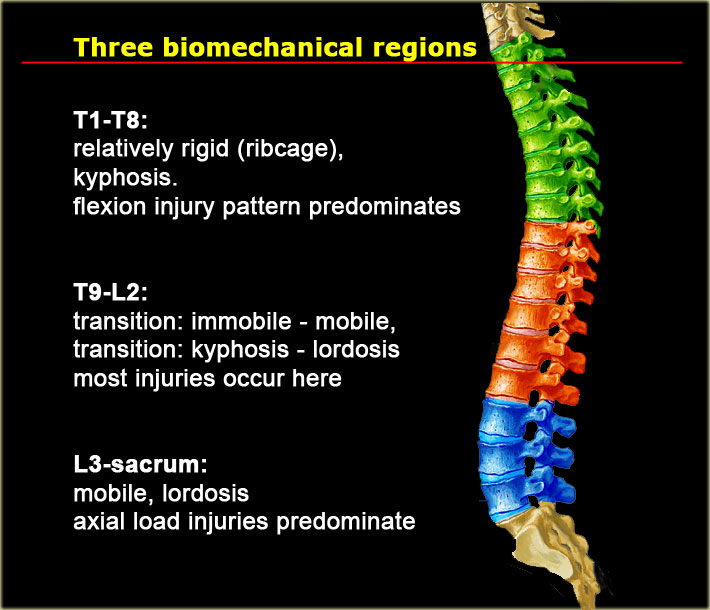 Three biomechanical regions
T1-T8:
relatively rigid (ribcage),
kyphosis.
flexion injury pattern predominates
T9-L2:
transition: immobile - mobile,
transition: kyphosis - lordosis
most injuries occur here
L3-sacrum:
mobile, lordosis
axial load injuries predominate